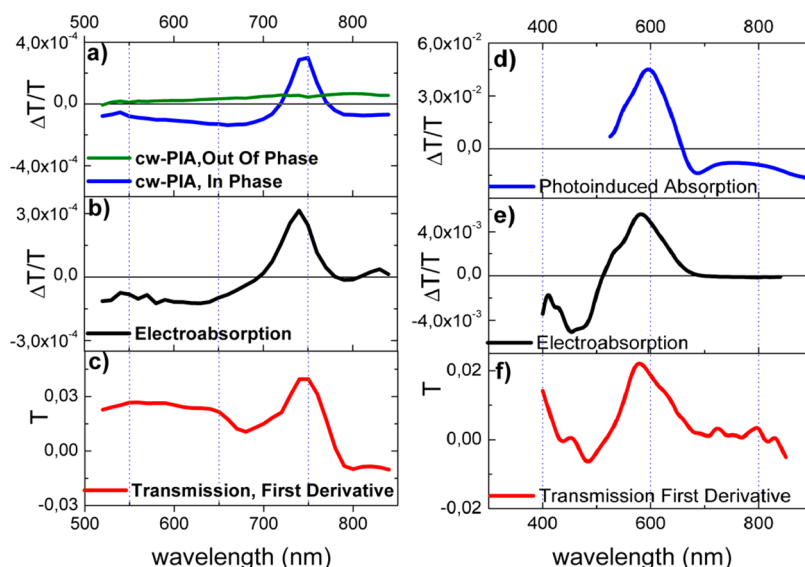 500 600 700 800
a)
4,0x10⁻⁴
0,0
-4,0x10⁻⁴
ΔT/T
cw-PIA,Out Of Phase
cw-PIA, In Phase
b)
3,0x10⁻⁴
0,0
-3,0x10⁻⁴
ΔT/T
Electroabsorption
c)
0,03
0,00
-0,03
T
Transmission, First Derivative
500 600 700 800
wavelength (nm)
400 600 800
d)
6,0x10⁻²
3,0x10⁻²
0,0
ΔT/T
Photoinduced Absorption
e)
4,0x10⁻³
0,0
-4,0x10⁻³
ΔT/T
Electroabsorption
f)
0,02
0,00
-0,02
T
Transmission First Derivative
400 600 800
wavelength (nm)